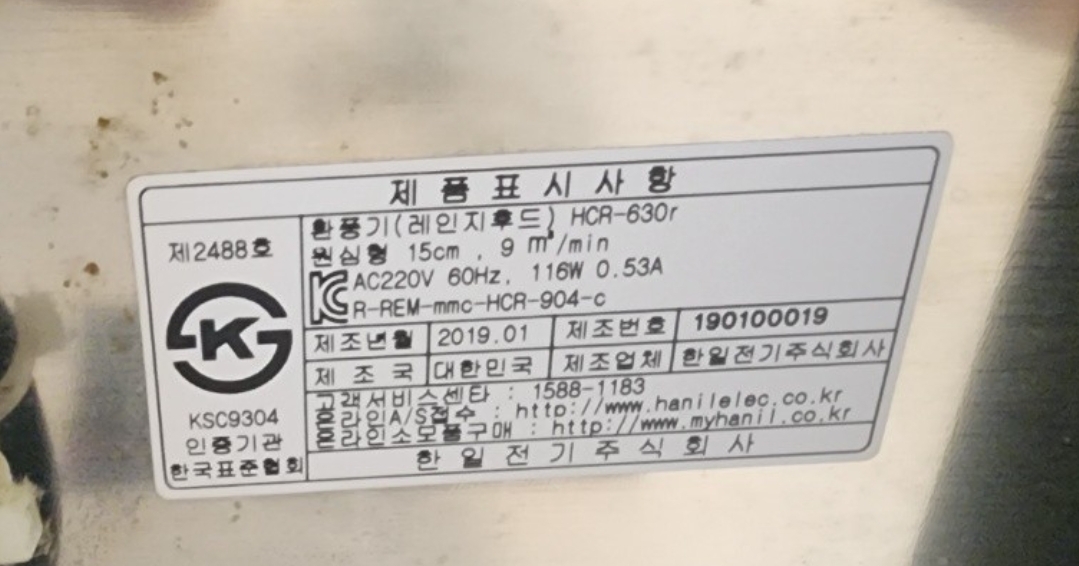 제 품 표 시 사 항
제2488호
KSC9304
인증기관
한국표준협회
환풍기(레인지후드) HCR-630r
원심형 15cm , 9 m³/min
AC220V 60Hz, 116W 0.53A
R-REM-mmc-HCR-904-c
제조년월 2019.01 제조번호 190100019
제 조 국 대한민국 제조업체 한일전기주식회사
고객서비스센타 : 1588-1183
온라인A/S접수 : http://www.hanilelec.co.kr
온라인소모품구매 : http://www.myhanil.co.kr
한 일 전 기 주 식 회 사